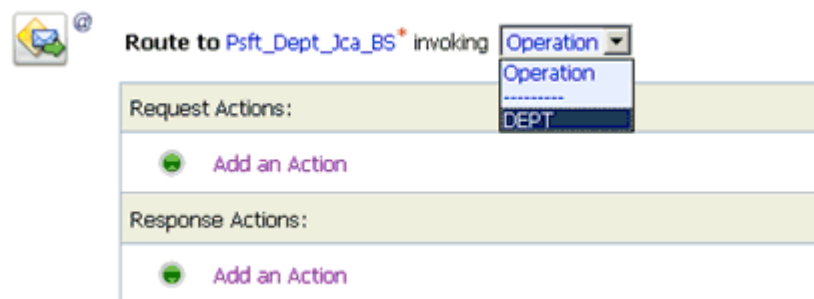 @
Route to Psft_Dept_Jca_BS* invoking Operation
Operation
---------
DEPT
Request Actions:
Add an Action
Response Actions:
Add an Action